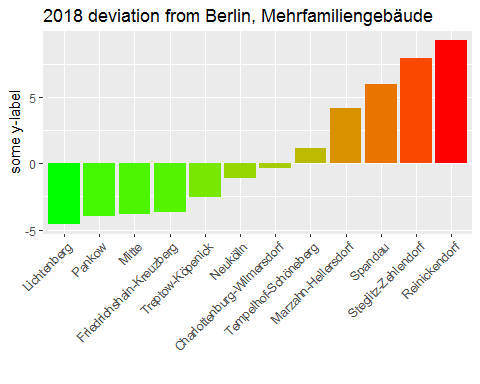 2018 deviation from Berlin, Mehrfamiliengebäude
some y-label
5
0
-5
Lichtenberg
Pankow
Mitte
Friedrichshain-Kreuzberg
Treptow-Köpenick
Neukölln
Charlottenburg-Wilmersdorf
Tempelhof-Schöneberg
Marzahn-Hellersdorf
Spandau
Steglitz-Zehlendorf
Reinickendorf